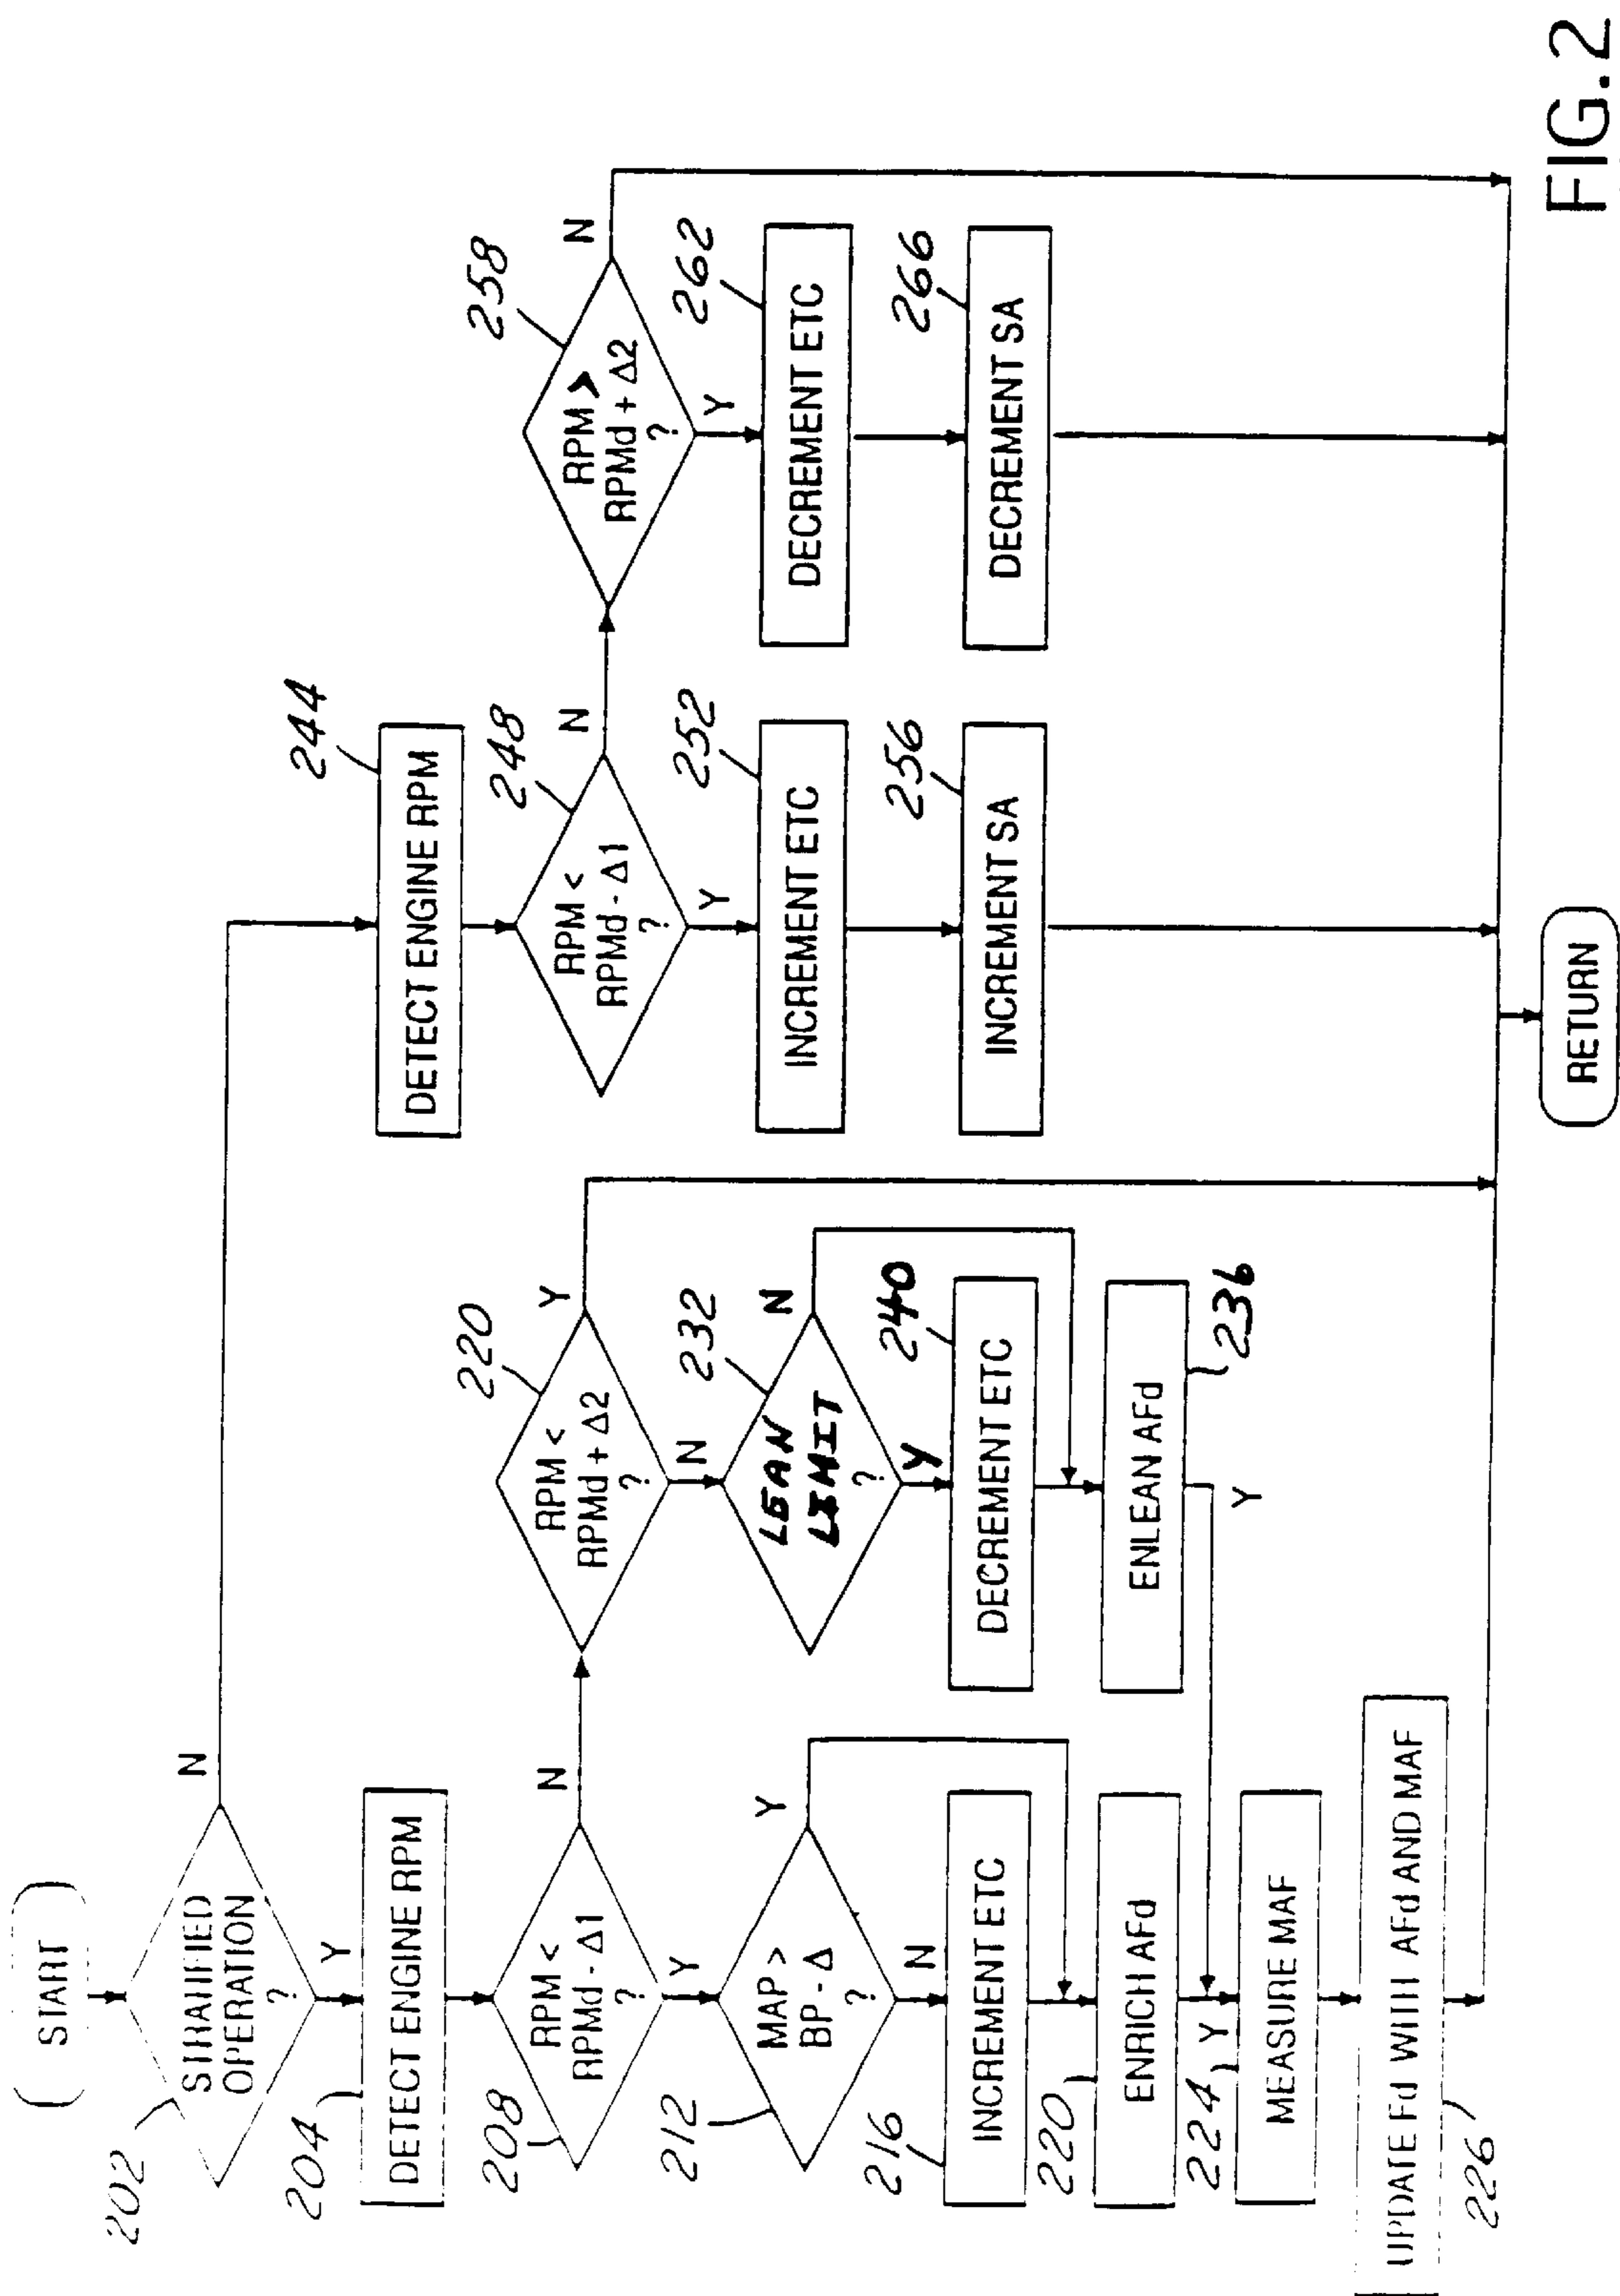 START
STRATIFIED
OPERATION
?
202
N
Y
DETECT ENGINE RPM
204
DETECT ENGINE RPM
244
RPM <
RPMd - Δ1
?
208
N
Y
RPM <
RPMd + Δ2
?
220
Y
N
RPM <
RPMd - Δ1
?
248
N
Y
RPM >
RPMd + Δ2
?
258
N
Y
MAP >
BP - Δ
?
212
Y
N
LEAN
LIMIT
?
232
N
Y
INCREMENT ETC
252
DECREMENT ETC
262
INCREMENT ETC
216
DECREMENT ETC
240
INCREMENT SA
256
DECREMENT SA
266
ENRICH AFd
220
ENLEAN AFd
236
Y
Y
MEASURE MAF
224
UPDATE Fd WITH AFd AND MAF
226
RETURN
FIG.2